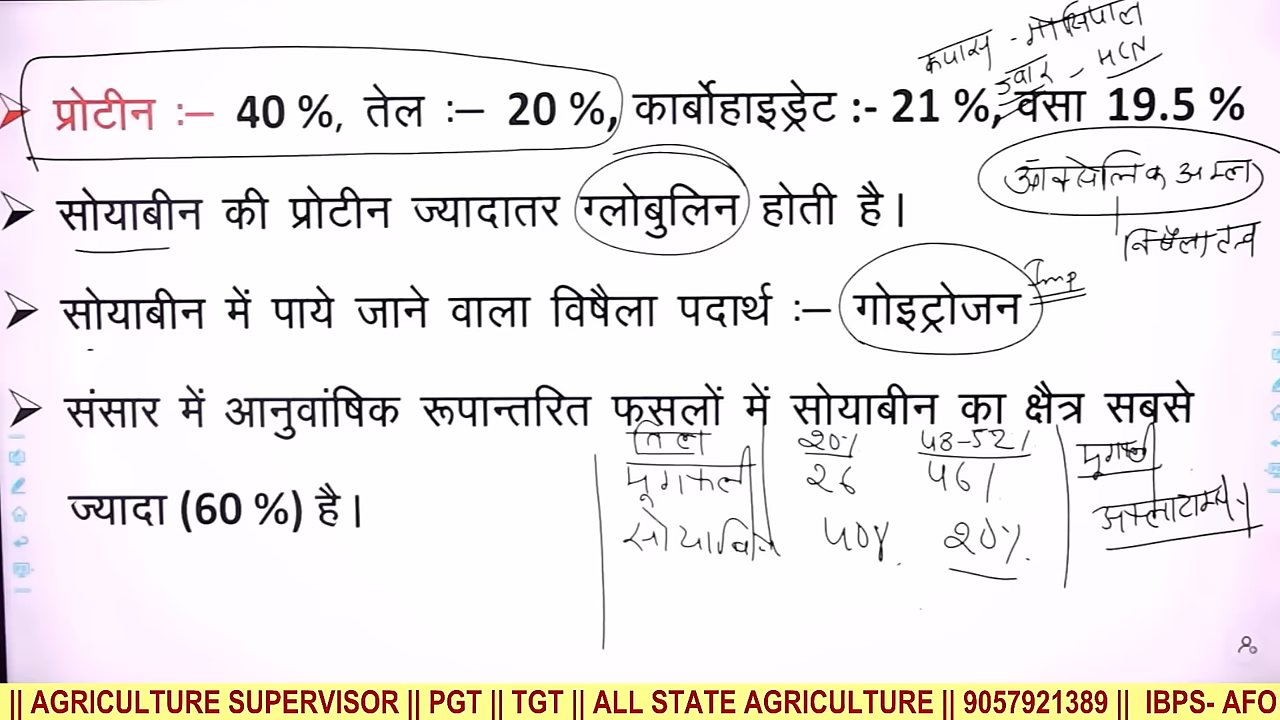 कपास - गोसिपाल
ज्वार - HCN
प्रोटीन :– 40 %, तेल :– 20 %, कार्बोहाइड्रेट :- 21 %, वसा 19.5 %
ऑक्सेलिक अम्ल
सोयाबीन की प्रोटीन ज्यादातर ग्लोबुलिन होती है।
विषैला तत्व
Imp
सोयाबीन में पाये जाने वाला विषैला पदार्थ :– गोइट्रोजन
संसार में आनुवांषिक रूपान्तरित फसलों में सोयाबीन का क्षैत्र सबसे
तिल 20% 48-52%
मूंगफली 26 46% मूंगफली
ज्यादा (60 %) है।
सोयाबिन 40% 20%
|| AGRICULTURE SUPERVISOR || PGT || TGT || ALL STATE AGRICULTURE || 9057921389 || IBPS- AFO